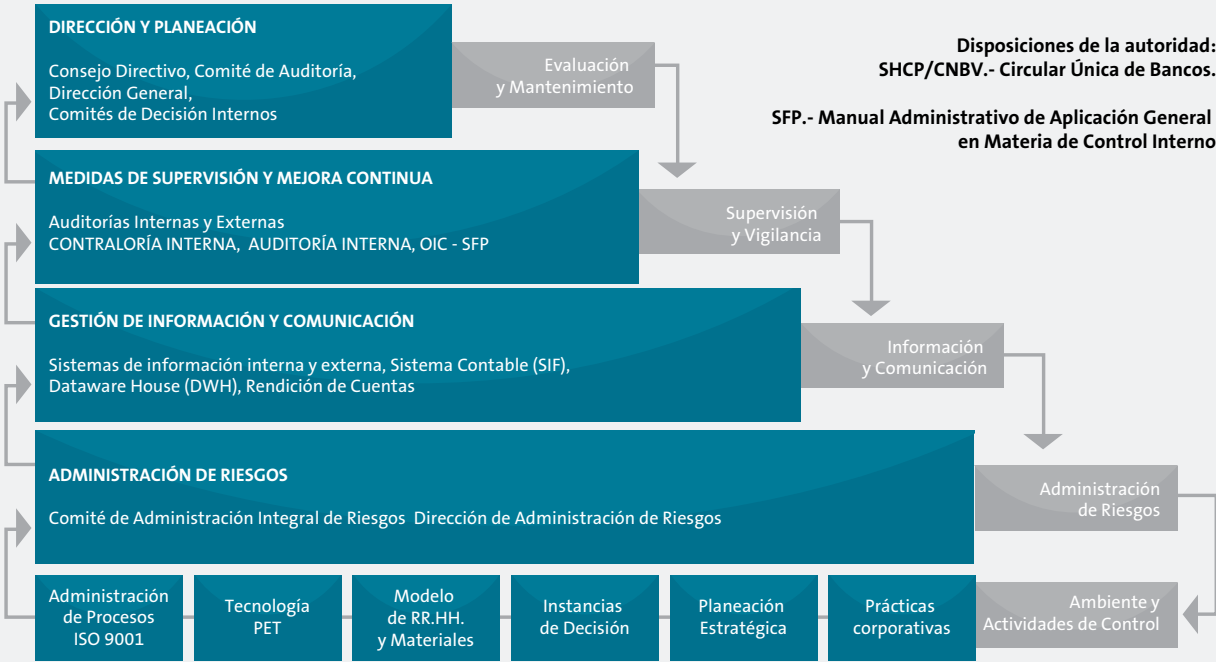 DIRECCIÓN Y PLANEACIÓN
Consejo Directivo, Comité de Auditoría,
Dirección General,
Comités de Decisión Internos
Evaluación
y Mantenimiento
Disposiciones de la autoridad:
SHCP/CNBV.- Circular Única de Bancos.
SFP.- Manual Administrativo de Aplicación General
en Materia de Control Interno
MEDIDAS DE SUPERVISIÓN Y MEJORA CONTINUA
Auditorías Internas y Externas
CONTRALORÍA INTERNA, AUDITORÍA INTERNA, OIC - SFP
Supervisión
y Vigilancia
GESTIÓN DE INFORMACIÓN Y COMUNICACIÓN
Sistemas de información interna y externa, Sistema Contable (SIF),
Dataware House (DWH), Rendición de Cuentas
Información
y Comunicación
ADMINISTRACIÓN DE RIESGOS
Comité de Administración Integral de Riesgos Dirección de Administración de Riesgos
Administración
de Riesgos
Administración
de Procesos
ISO 9001
Tecnología
PET
Modelo
de RR.HH.
y Materiales
Instancias
de Decisión
Planeación
Estratégica
Prácticas
corporativas
Ambiente y
Actividades de Control